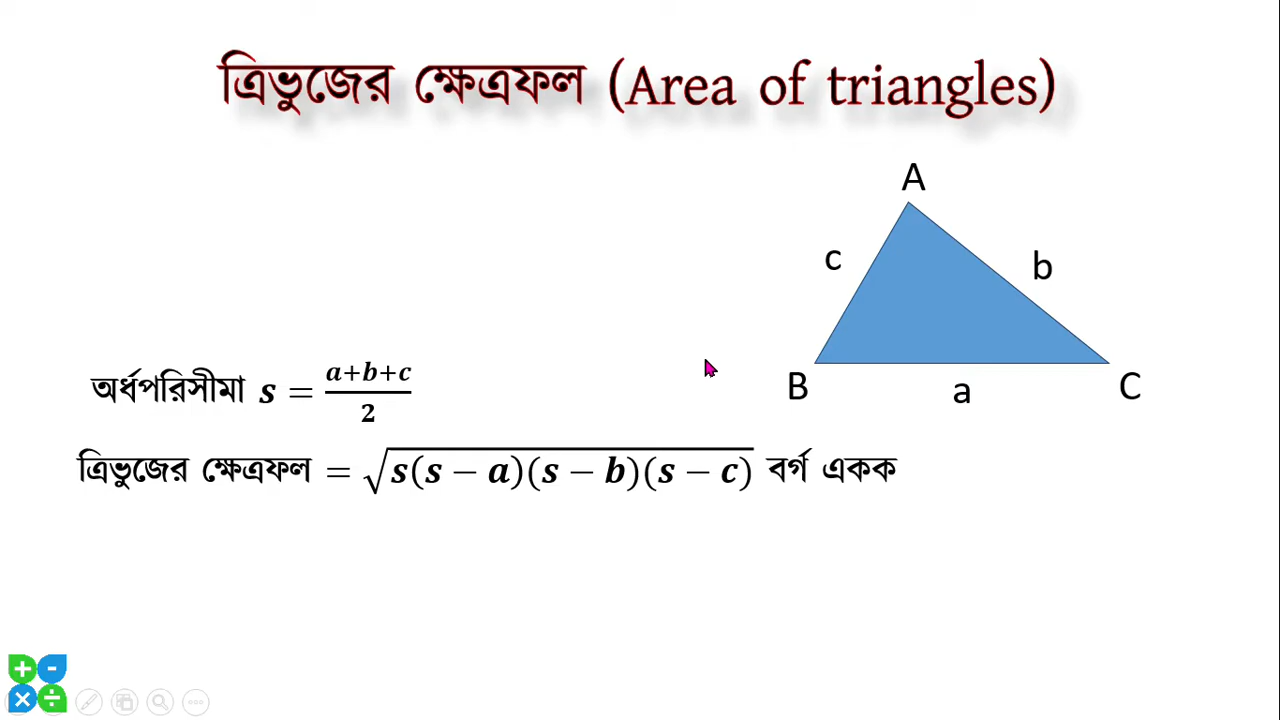 ত্রিভুজের ক্ষেত্রফল (Area of triangles)
A
c
b
B
a
C
অর্ধপরিসীমা s = (a+b+c)/2
ত্রিভুজের ক্ষেত্রফল = √s(s − a)(s − b)(s − c) বর্গ একক
+ -
× ÷